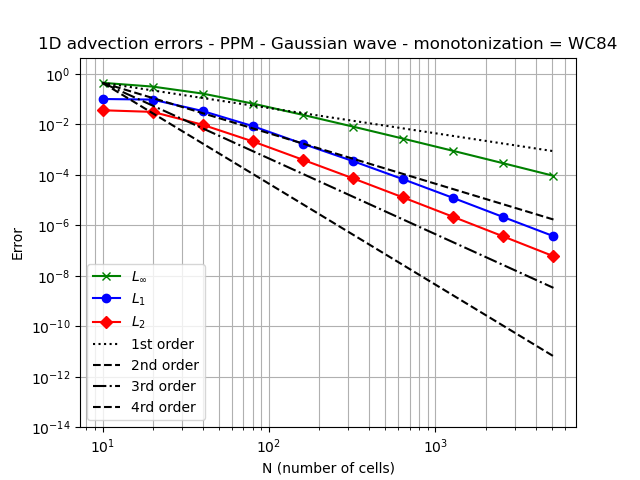 1D advection errors - PPM - Gaussian wave - monotonization = WC84
10⁰
10⁻²
10⁻⁴
10⁻⁶
10⁻⁸
10⁻¹⁰
10⁻¹²
10⁻¹⁴
Error
L∞
L₁
L₂
1st order
2nd order
3rd order
4rd order
10¹
10²
10³
N (number of cells)